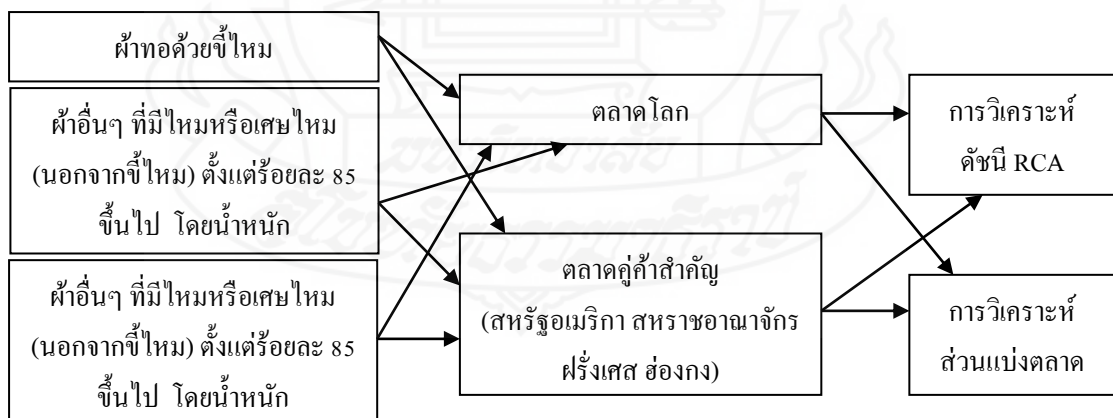 ผ้าทอด้วยขี้ไหม
ผ้าอื่นๆ ที่มีไหมหรือเศษไหม
(นอกจากขี้ไหม) ตั้งแต่ร้อยละ 85
ขึ้นไป โดยน้ำหนัก
ผ้าอื่นๆ ที่มีไหมหรือเศษไหม
(นอกจากขี้ไหม) ตั้งแต่ร้อยละ 85
ขึ้นไป โดยน้ำหนัก
ตลาดโลก
ตลาดคู่ค้าสำคัญ
(สหรัฐอเมริกา สหราชอาณาจักร
ฝรั่งเศส ฮ่องกง)
การวิเคราะห์
ดัชนี RCA
การวิเคราะห์
ส่วนแบ่งตลาด